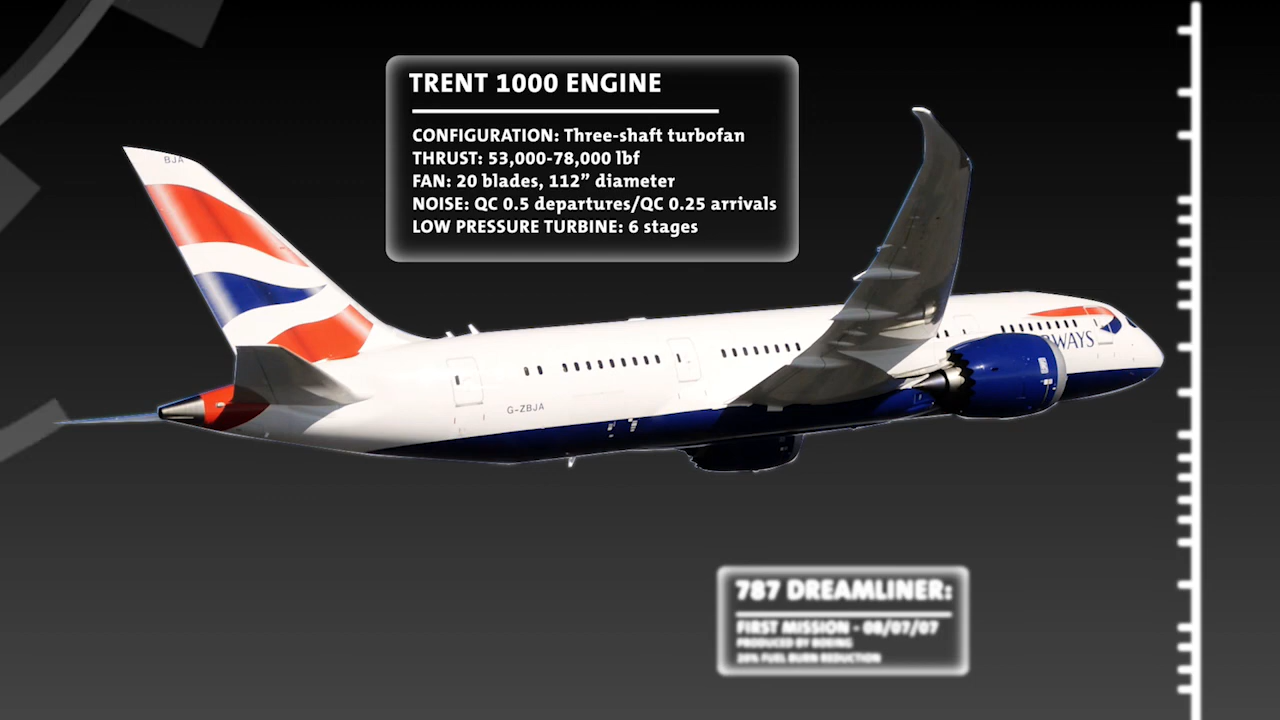 TRENT 1000 ENGINE
CONFIGURATION: Three-shaft turbofan
THRUST: 53,000-78,000 lbf
FAN: 20 blades, 112” diameter
NOISE: QC 0.5 departures/QC 0.25 arrivals
LOW PRESSURE TURBINE: 6 stages
BJA
WAYS
G-ZBJA
787 DREAMLINER:
FIRST MISSION - 08/07/07
PRODUCED BY BOEING
20% FUEL BURN REDUCTION